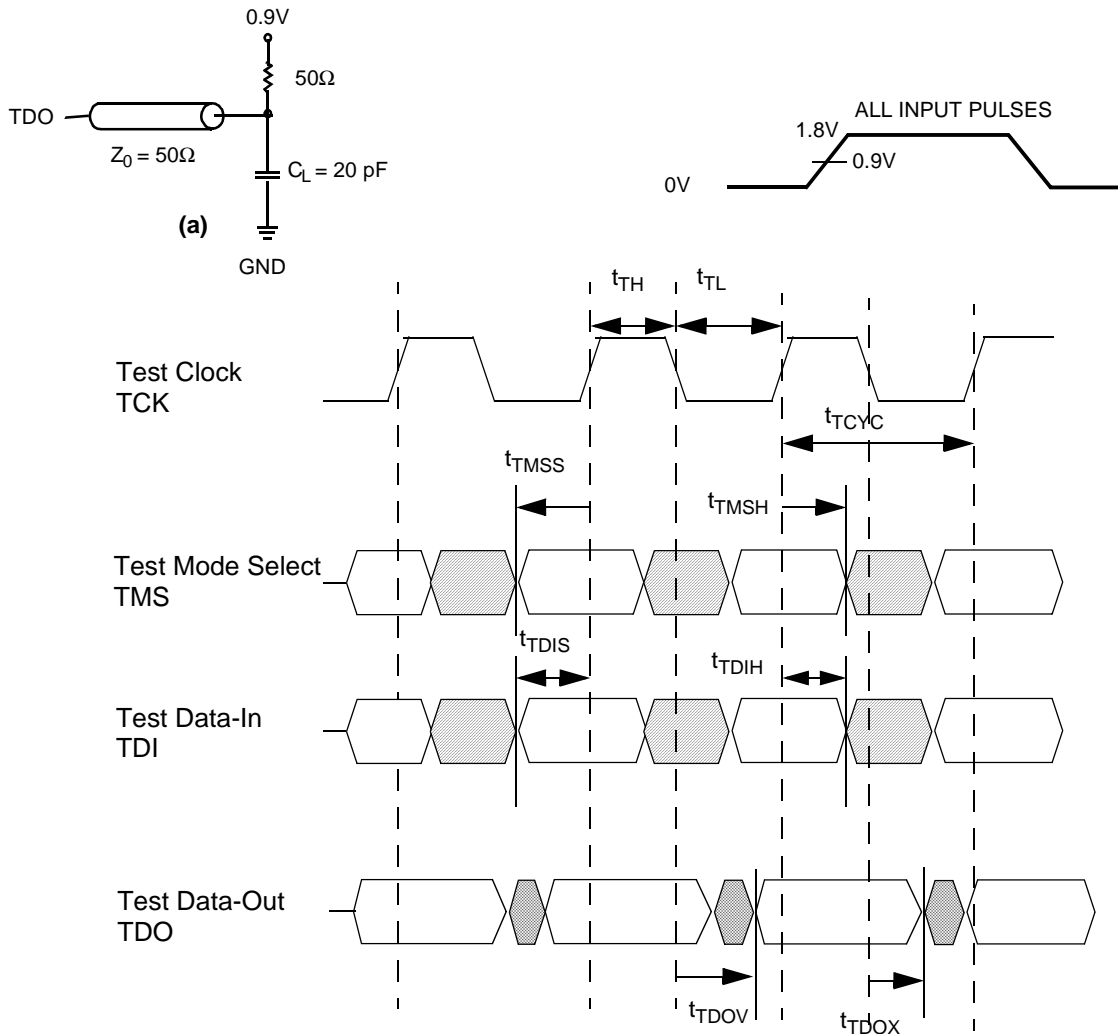 0.9V
50Ω
TDO
Z0 = 50Ω
CL = 20 pF
(a)
GND
ALL INPUT PULSES
1.8V
0.9V
0V
tTH
tTL
Test Clock
TCK
tTCYC
tTMSS
tTMSH
Test Mode Select
TMS
tTDIS
tTDIH
Test Data-In
TDI
Test Data-Out
TDO
tTDOV
tTDOX